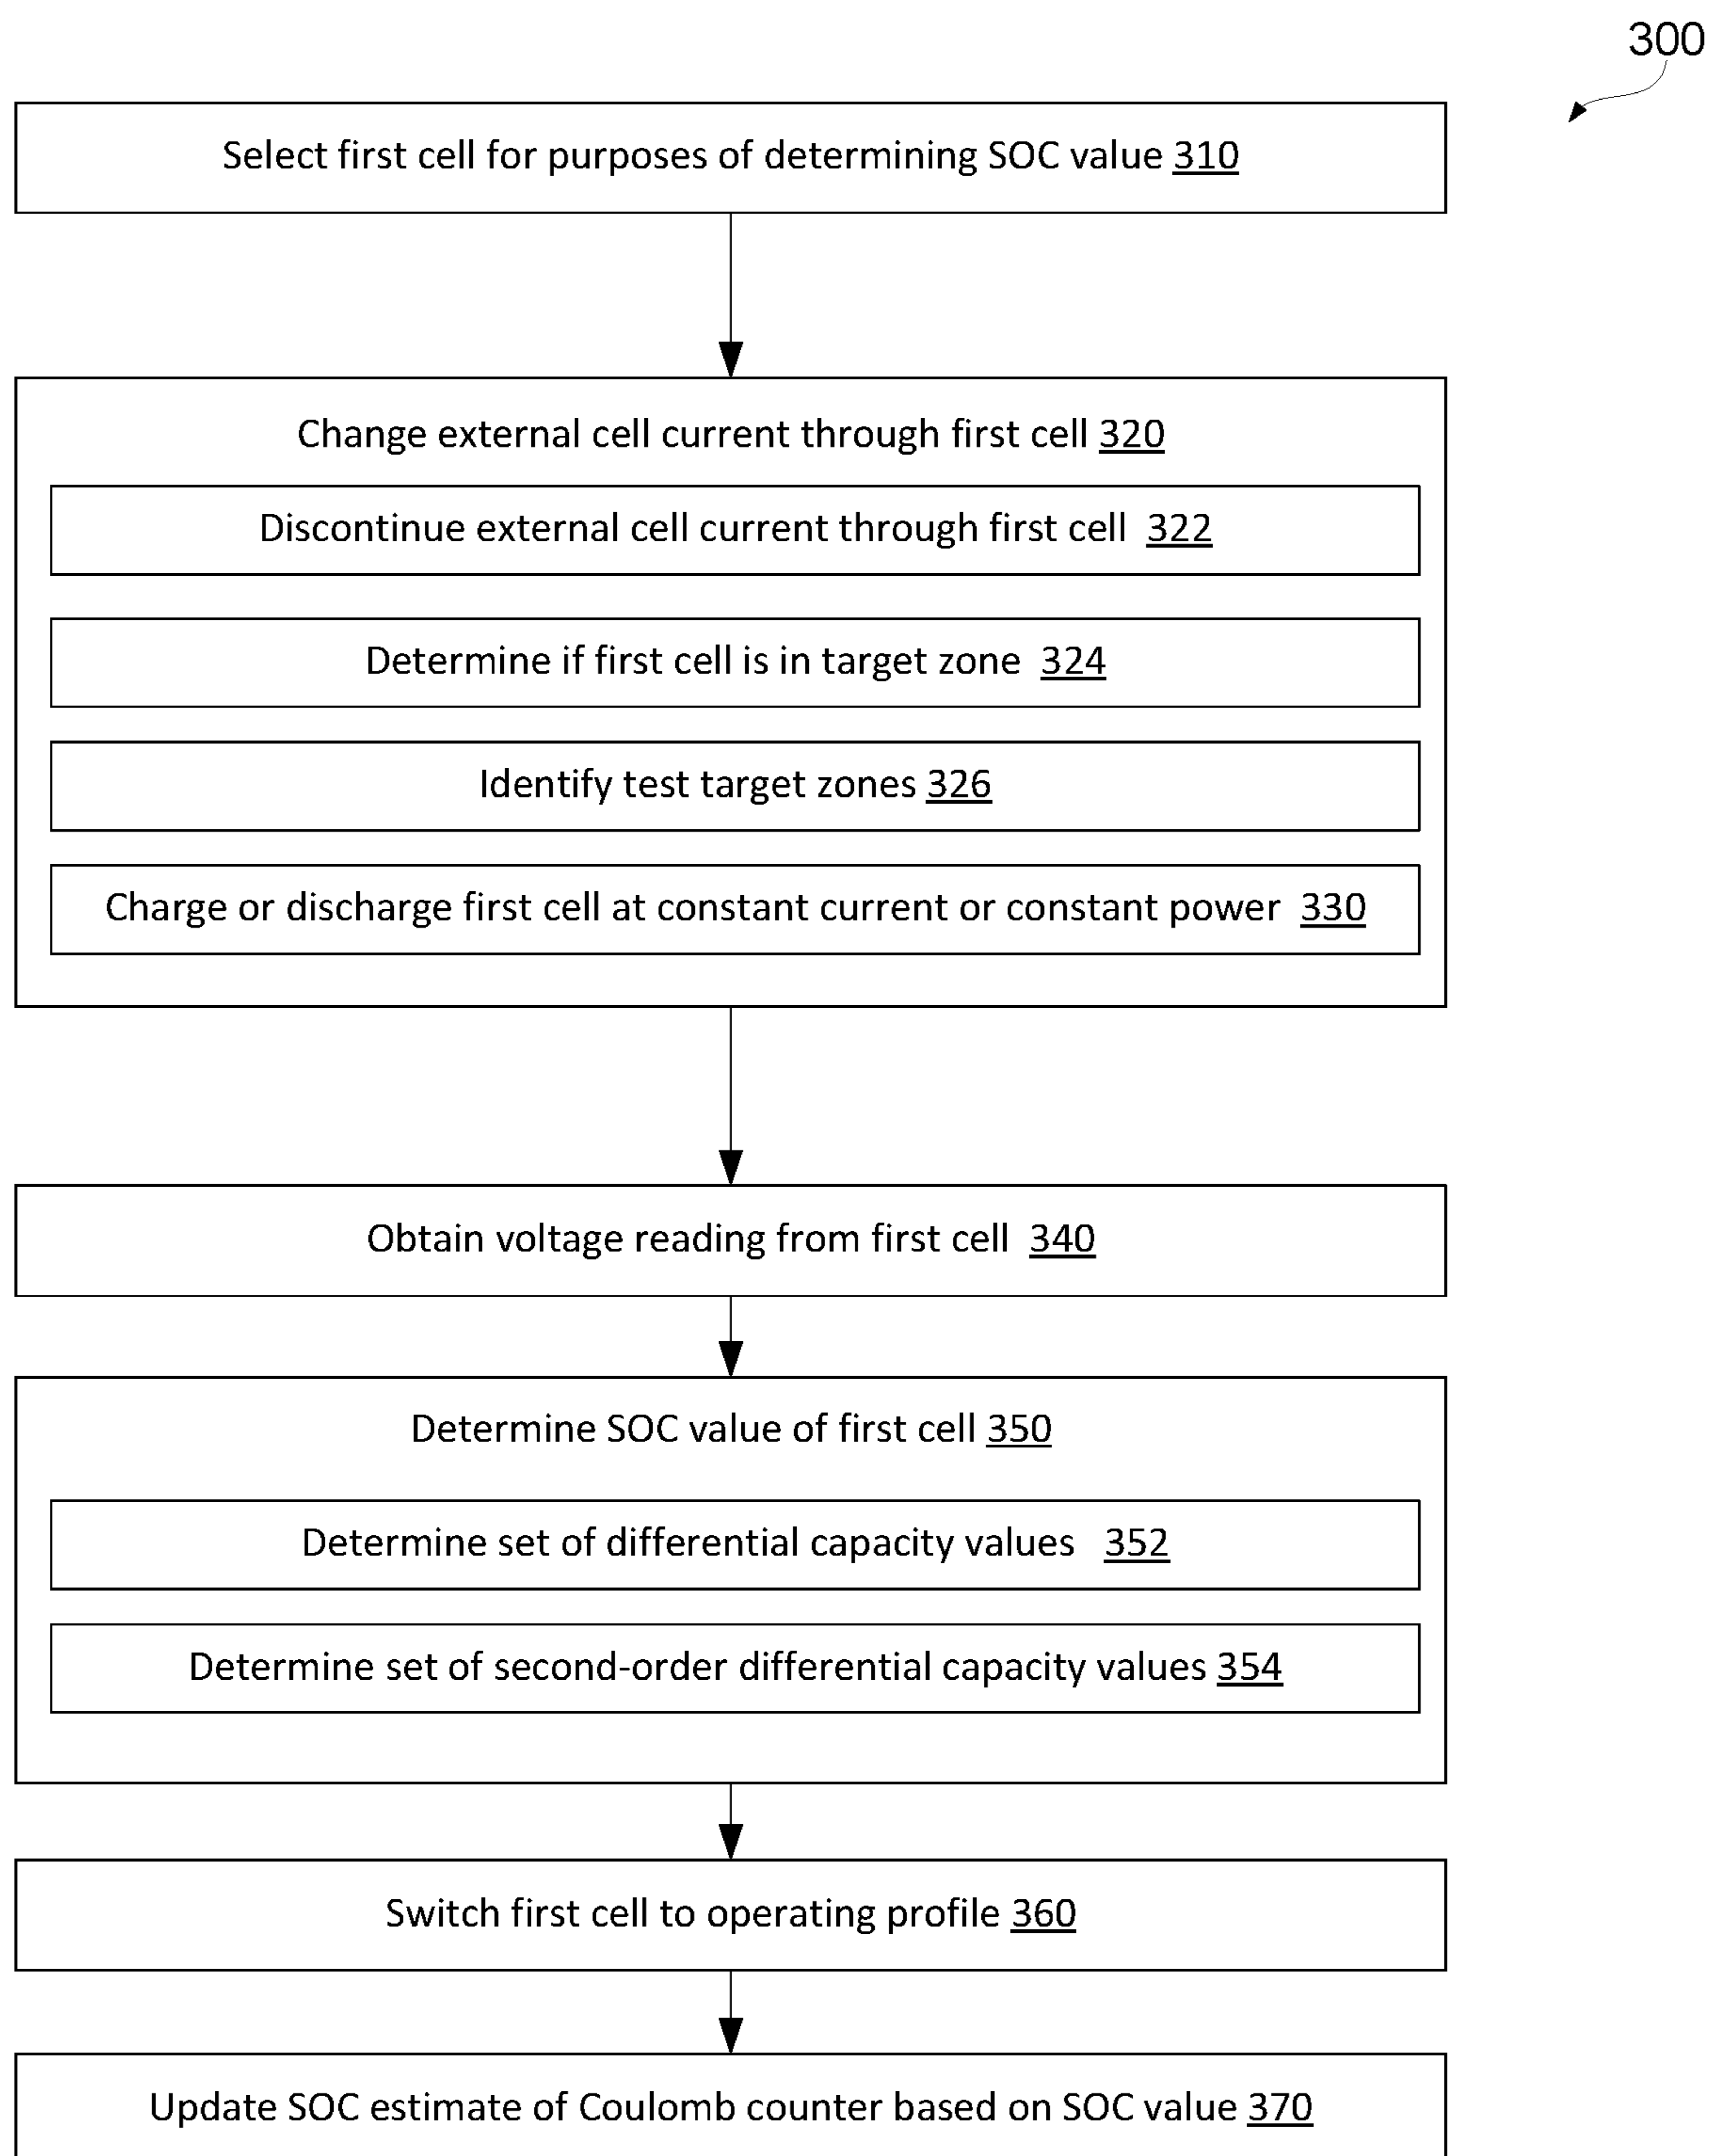 300
Select first cell for purposes of determining SOC value 310
Change external cell current through first cell 320
Discontinue external cell current through first cell 322
Determine if first cell is in target zone 324
Identify test target zones 326
Charge or discharge first cell at constant current or constant power 330
Obtain voltage reading from first cell 340
Determine SOC value of first cell 350
Determine set of differential capacity values 352
Determine set of second-order differential capacity values 354
Switch first cell to operating profile 360
Update SOC estimate of Coulomb counter based on SOC value 370